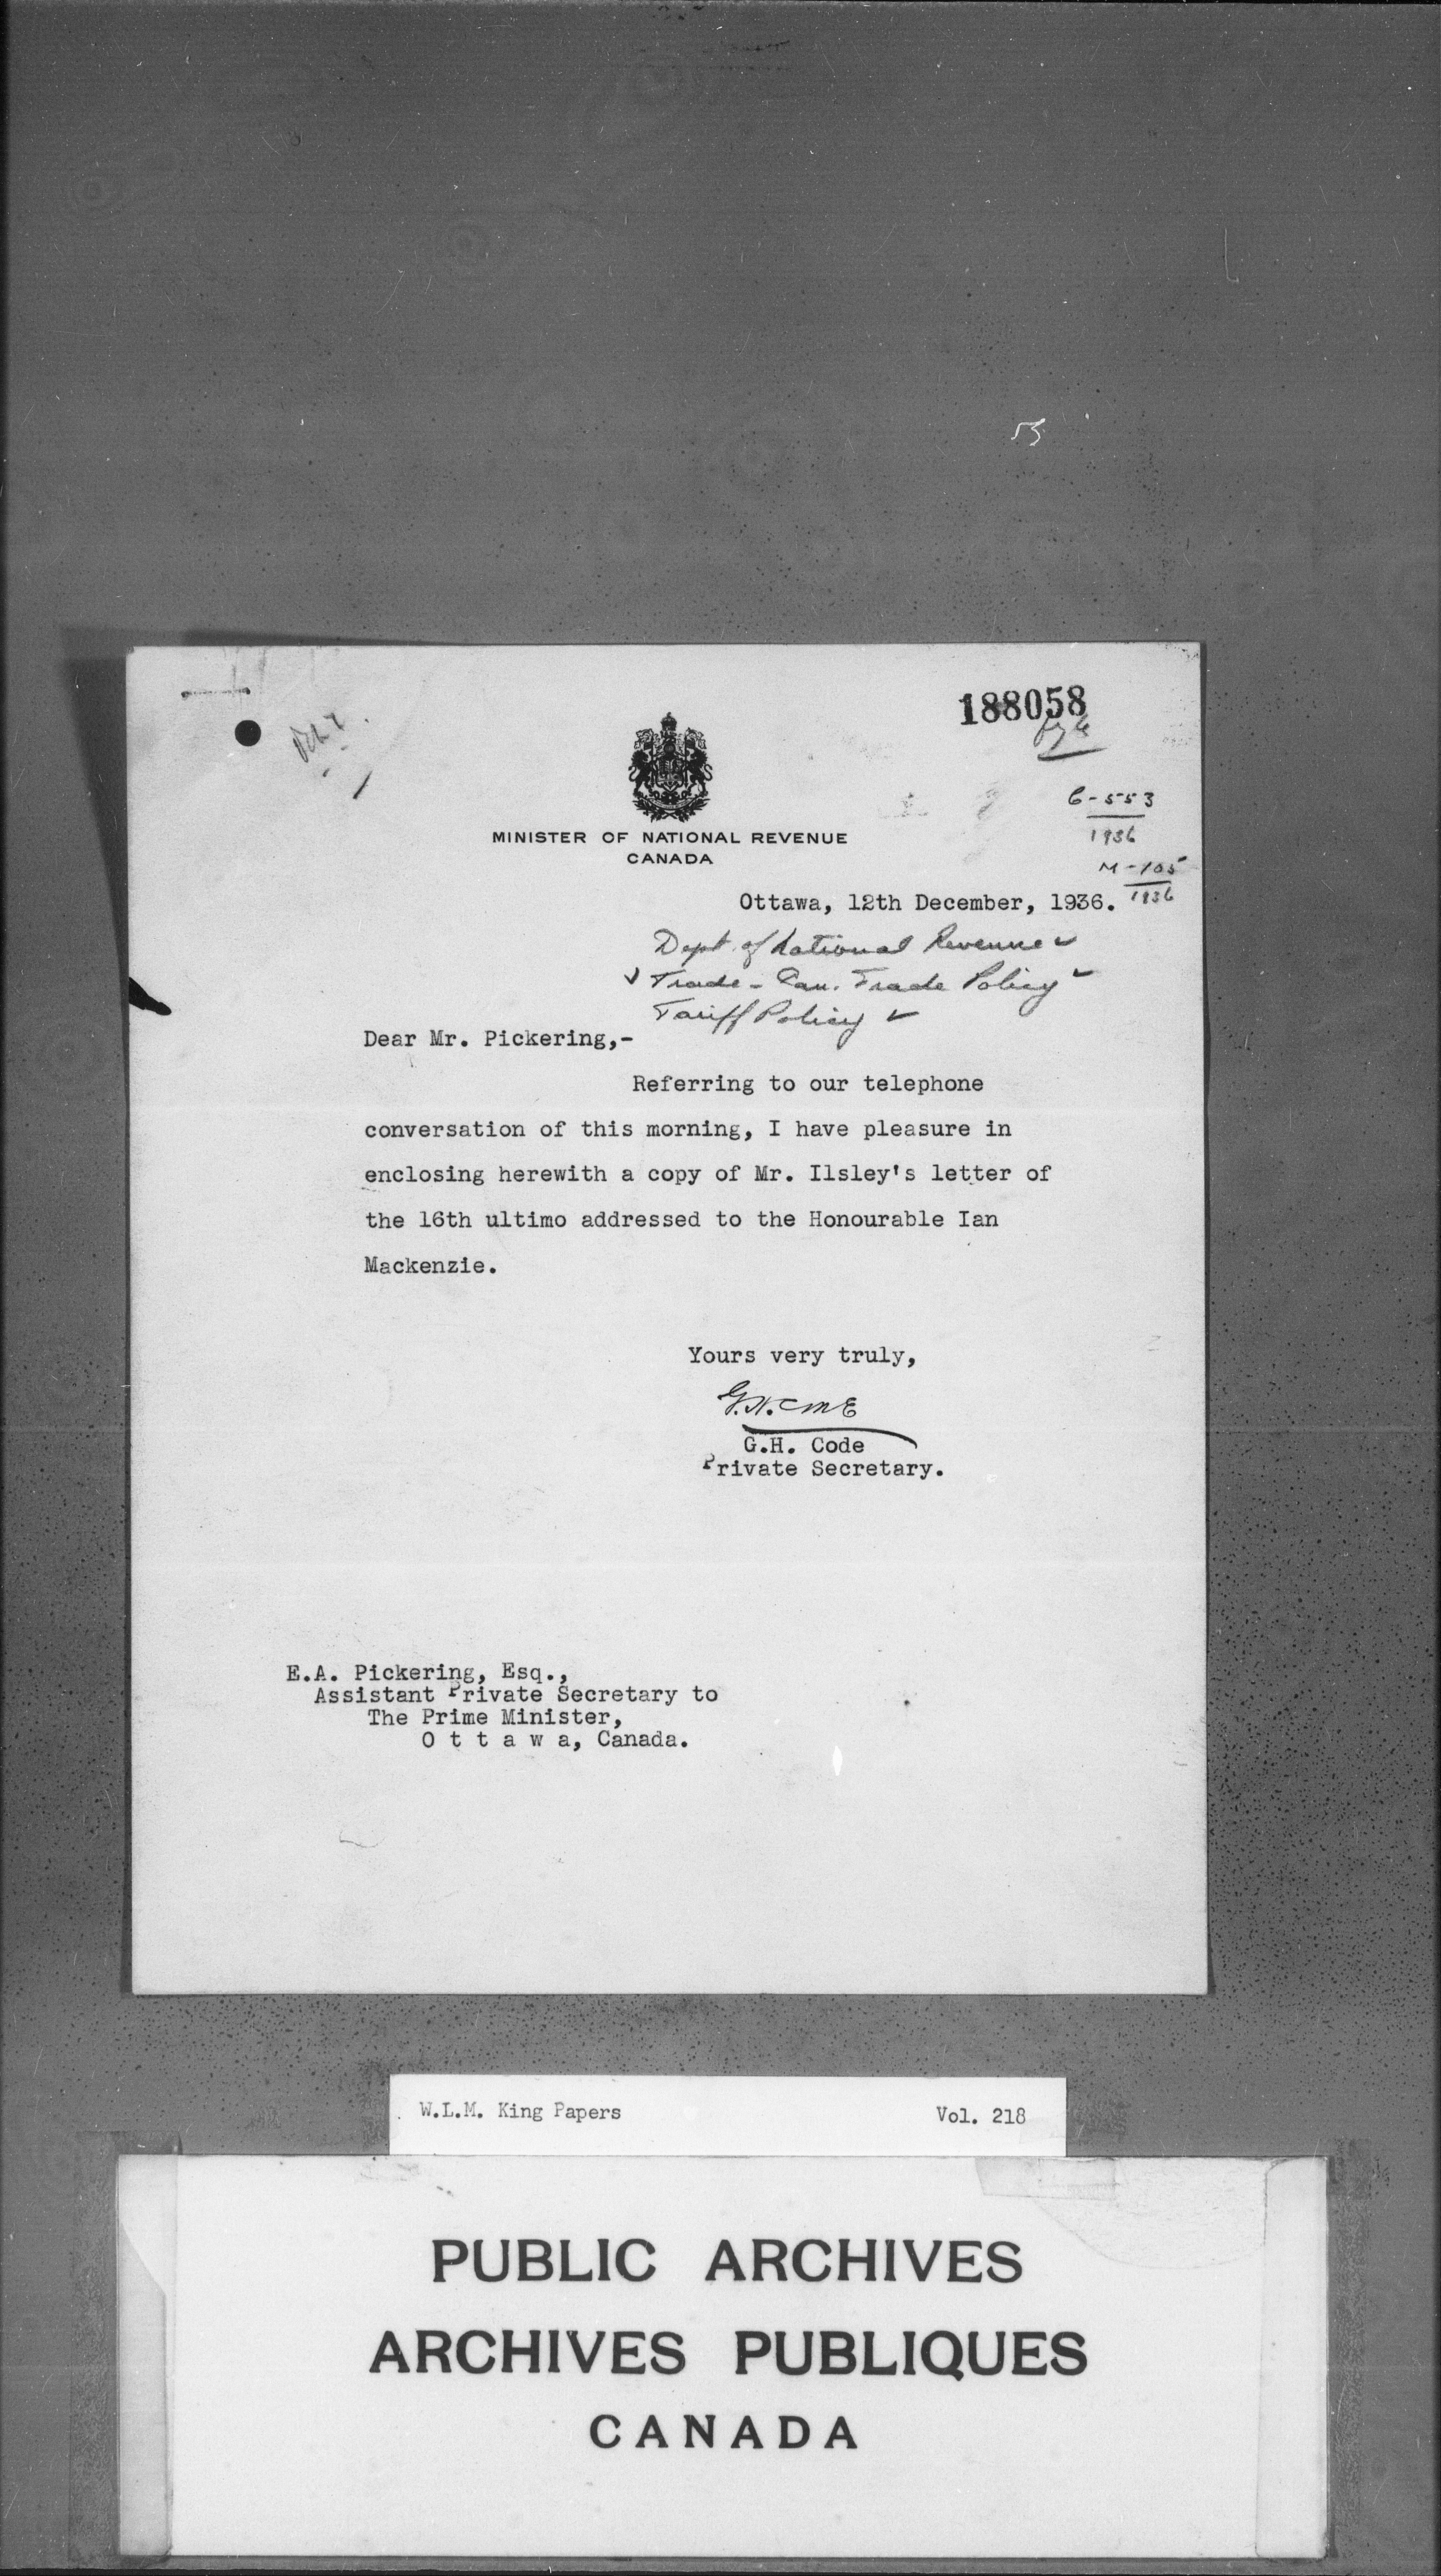 188058
MINISTER OF NATIONAL REVENUE
CANADA
C-553
1936
M-105
1936
Ottawa, 12th December, 1936.
Dept. of National Revenue
Trade - Can. Trade Policy
Tariff Policy
Dear Mr. Pickering,-
Referring to our telephone
conversation of this morning, I have pleasure in
enclosing herewith a copy of Mr. Ilsley's letter of
the 16th ultimo addressed to the Honourable Ian
Mackenzie.
Yours very truly,
G.H. Code
Private Secretary.
E.A. Pickering, Esq.,
Assistant Private Secretary to
The Prime Minister,
O t t a w a, Canada.
W.L.M. King Papers Vol. 218
PUBLIC ARCHIVES
ARCHIVES PUBLIQUES
CANADA